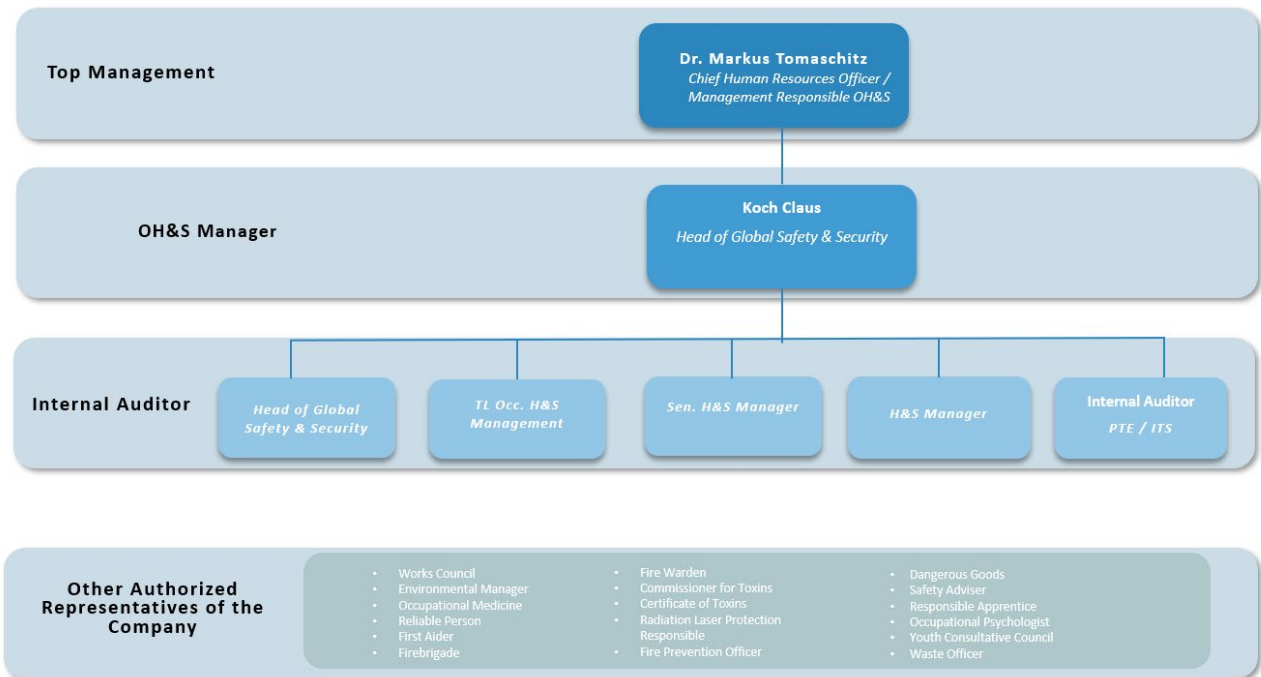 Top Management
Dr. Markus Tomaschitz
Chief Human Resources Officer /
Management Responsible OH&S
OH&S Manager
Koch Claus
Head of Global Safety & Security
Internal Auditor
Head of Global
Safety & Security
TL Occ. H&S
Management
Sen. H&S Manager
H&S Manager
Internal Auditor
PTE / ITS
Other Authorized
Representatives of the
Company
• Works Council
• Environmental Manager
• Occupational Medicine
• Reliable Person
• First Aider
• Firebrigade
• Fire Warden
• Commissioner for Toxins
• Certificate of Toxins
• Radiation Laser Protection
Responsible
• Fire Prevention Officer
• Dangerous Goods
• Safety Adviser
• Responsible Apprentice
• Occupational Psychologist
• Youth Consultative Council
• Waste Officer